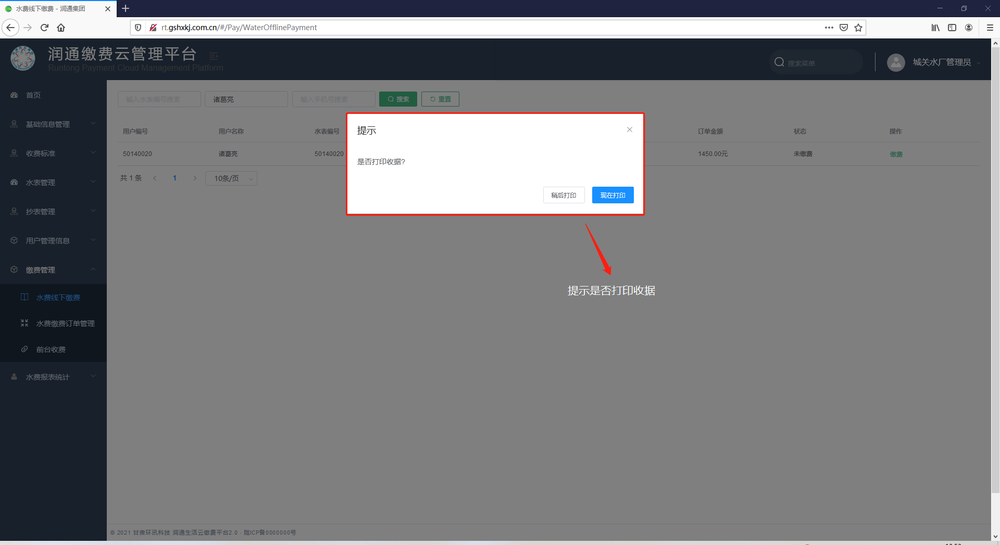 水费线下缴费 - 润通集团
rt.gshxkj.com.cn/#/Pay/WaterOfflinePayment
润通缴费云管理平台
Runtong Payment Cloud Management Platform
搜索菜单
城关水厂管理员
首页
基础信息管理
收费标准
水表管理
抄表管理
用户管理信息
缴费管理
水费线下缴费
水费缴费订单管理
前台收费
水费报表统计
输入水表编号搜索 诸葛亮 输入手机号搜索 搜索 重置
用户编号 用户名称 水表编号 订单金额 状态 操作
50140020 诸葛亮 50140020 1450.00元 未缴费 缴费
共 1 条 1 10条/页
提示
是否打印收据?
稍后打印 现在打印
提示是否打印收据
© 2021 甘肃环讯科技 润通生活云缴费平台2.0 · 陇ICP备0000000号